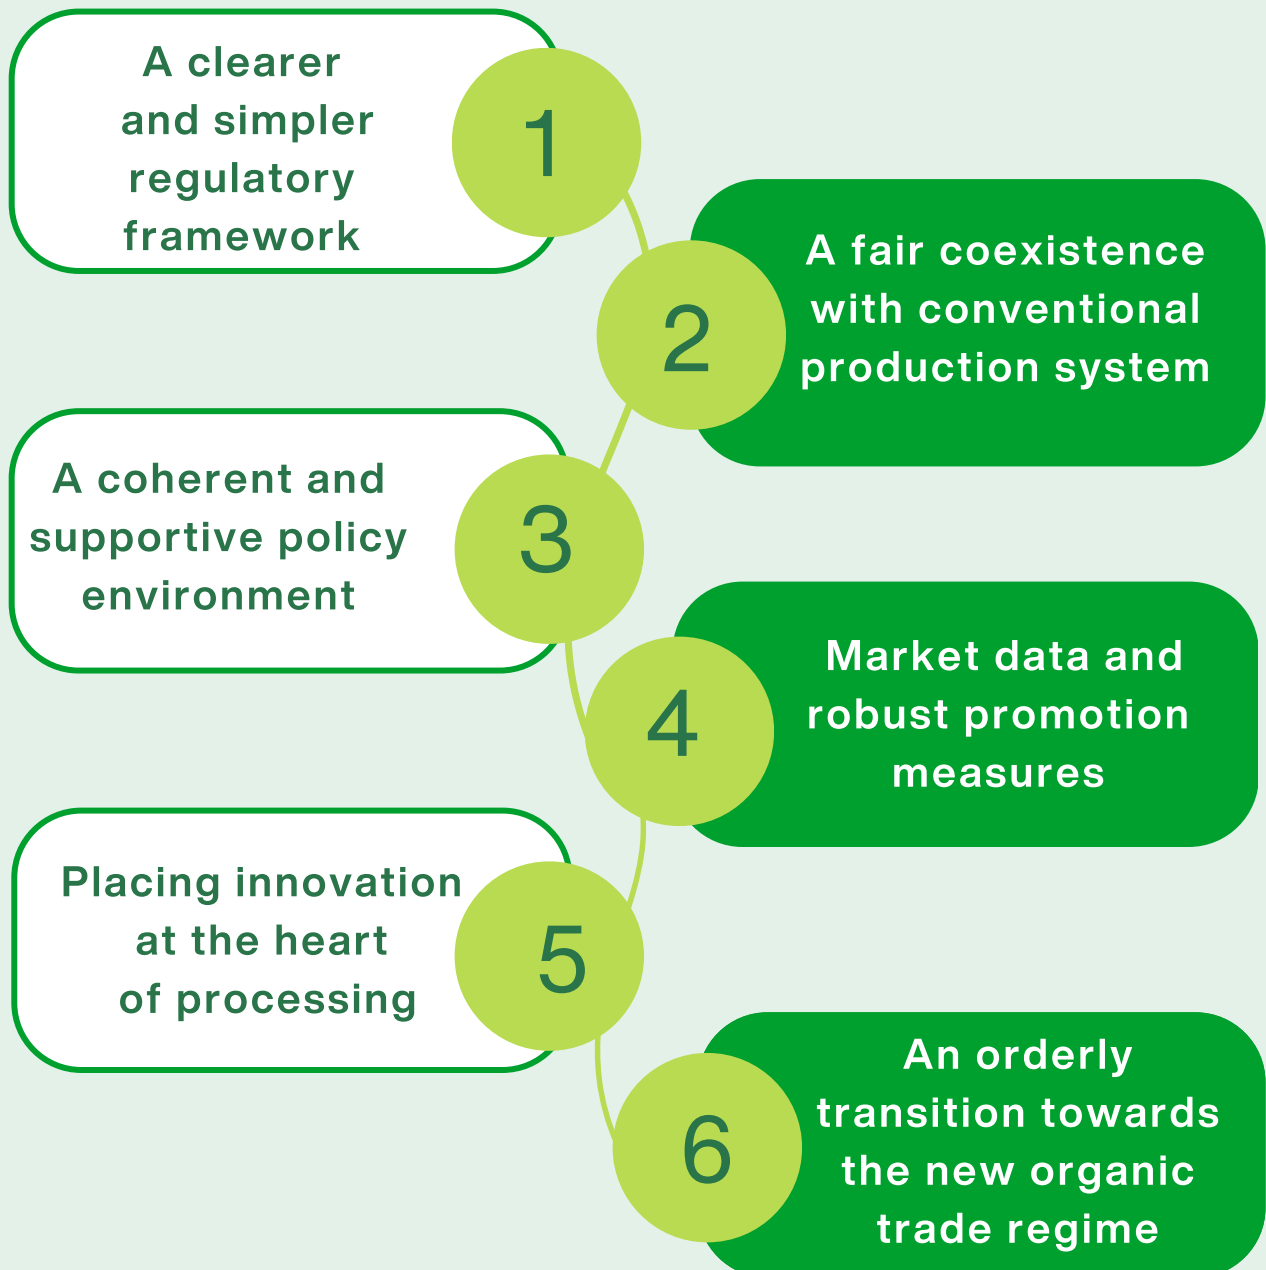 A clearer
and simpler
regulatory
framework
1
2
A fair coexistence
with conventional
production system
A coherent and
supportive policy
environment
3
4
Market data and
robust promotion
measures
Placing innovation
at the heart
of processing
5
6
An orderly
transition towards
the new organic
trade regime